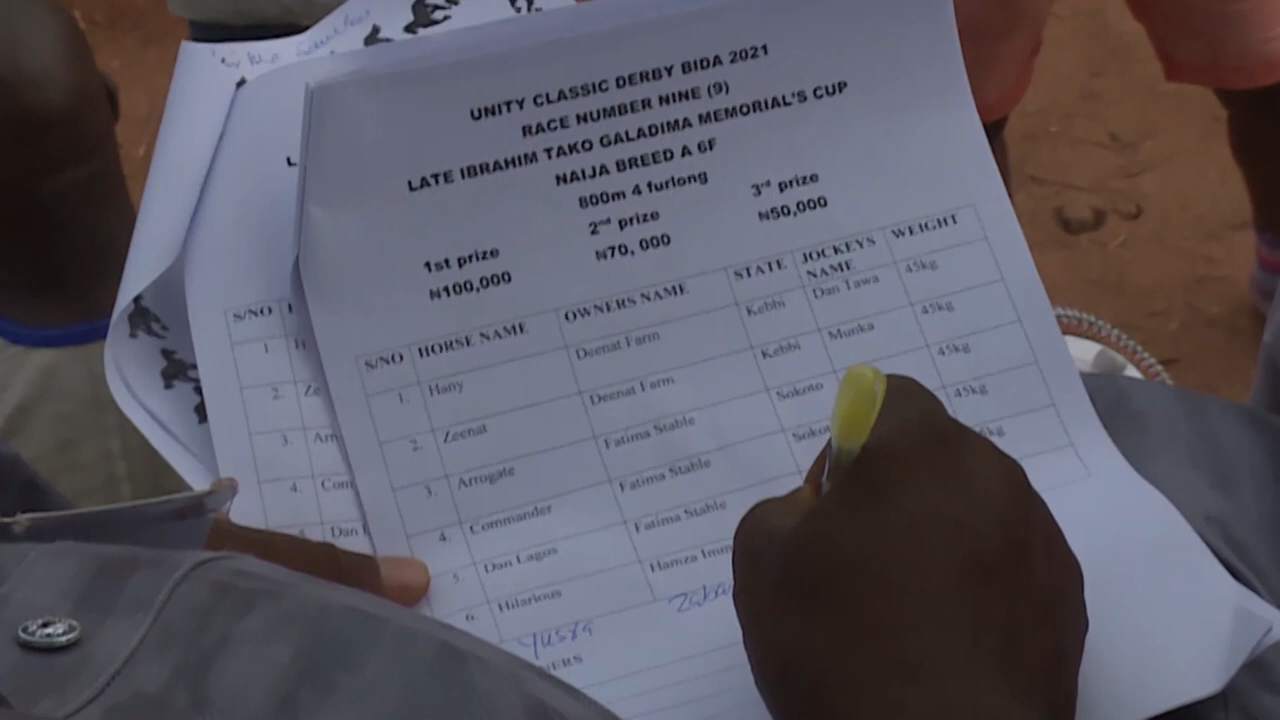 UNITY CLASSIC DERBY BIDA 2021
RACE NUMBER NINE (9)
LATE IBRAHIM TAKO GALADIMA MEMORIAL'S CUP
NAIJA BREED A 6F
800m 4 furlong
1st prize 2nd prize 3rd prize
₦100,000 ₦70, 000 ₦50,000
S/NO HORSE NAME OWNERS NAME STATE JOCKEYS NAME WEIGHT
1. Hany Deenat Farm Kebbi Dan Tawa 45kg
2. Zeenat Deenat Farm Kebbi Munka 45kg
3. Arrogate Fatima Stable Sokoto 45kg
4. Commander Fatima Stable 45kg
5. Dan Lagos Fatima Stable
6. Hilarious Hamza
S/NO
1.
2.
3.
4.
5. Dan